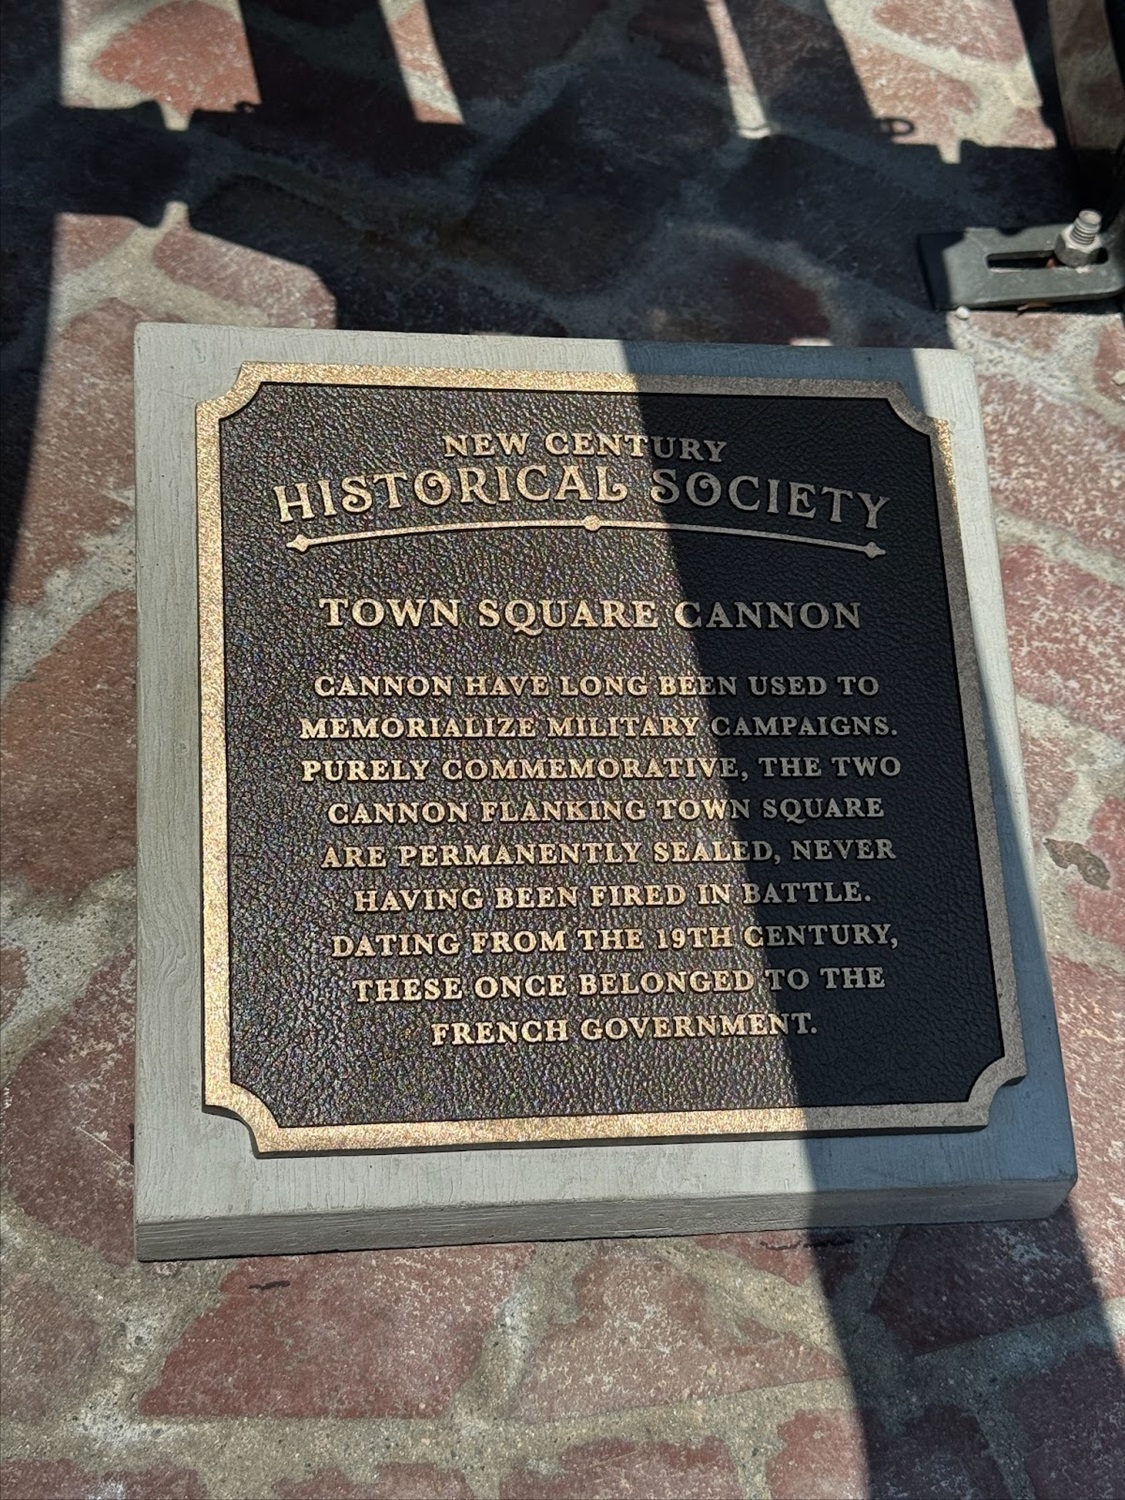 NEW CENTURY
HISTORICAL SOCIETY
TOWN SQUARE CANNON
CANNON HAVE LONG BEEN USED TO
MEMORIALIZE MILITARY CAMPAIGNS.
PURELY COMMEMORATIVE, THE TWO
CANNON FLANKING TOWN SQUARE
ARE PERMANENTLY SEALED, NEVER
HAVING BEEN FIRED IN BATTLE.
DATING FROM THE 19TH CENTURY,
THESE ONCE BELONGED TO THE
FRENCH GOVERNMENT.